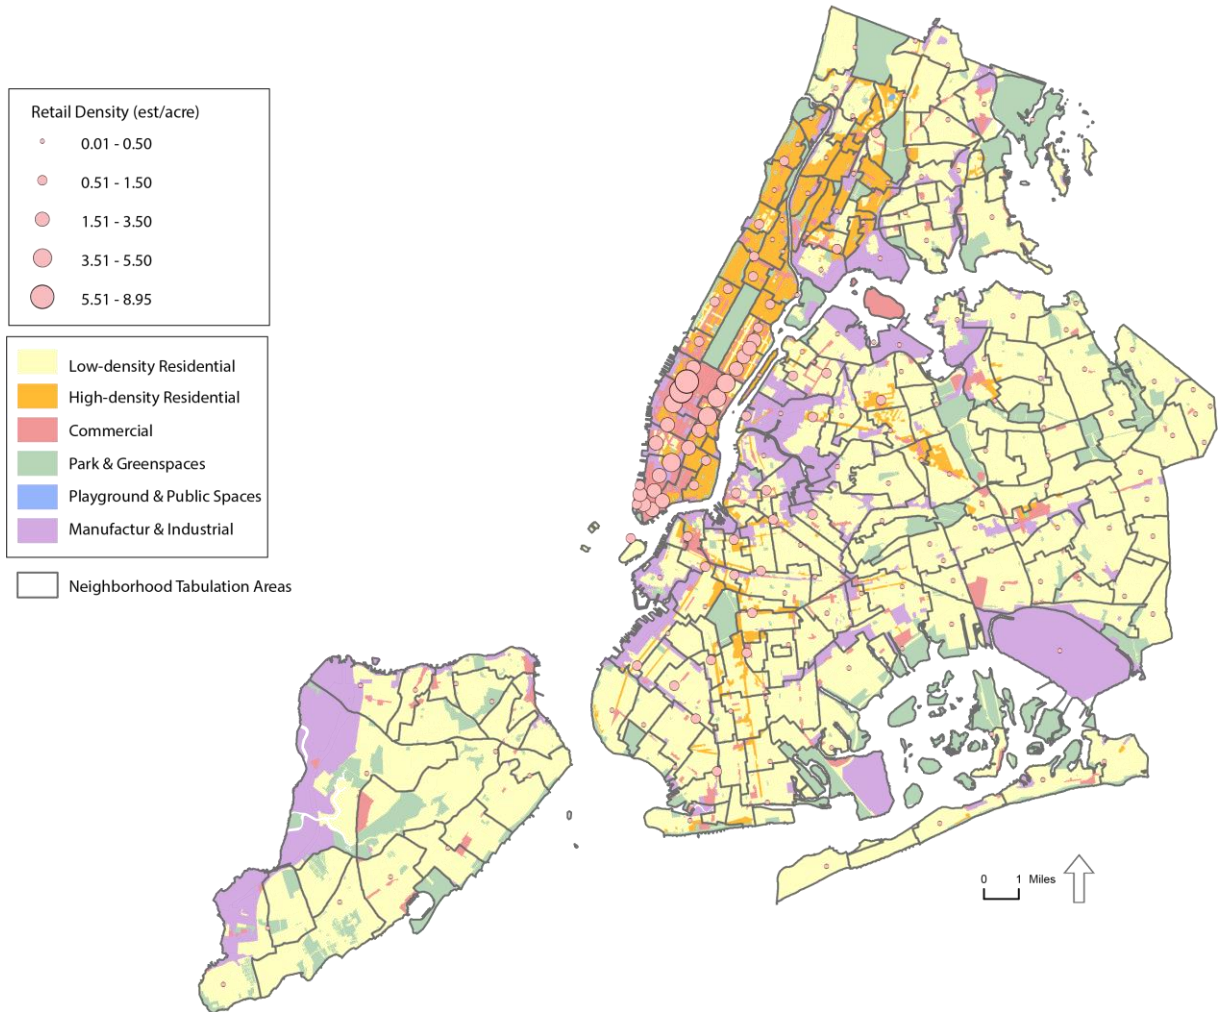 Retail Density (est/acre)
0.01 - 0.50
0.51 - 1.50
1.51 - 3.50
3.51 - 5.50
5.51 - 8.95
Low-density Residential
High-density Residential
Commercial
Park & Greenspaces
Playground & Public Spaces
Manufactur & Industrial
Neighborhood Tabulation Areas
0 1 Miles